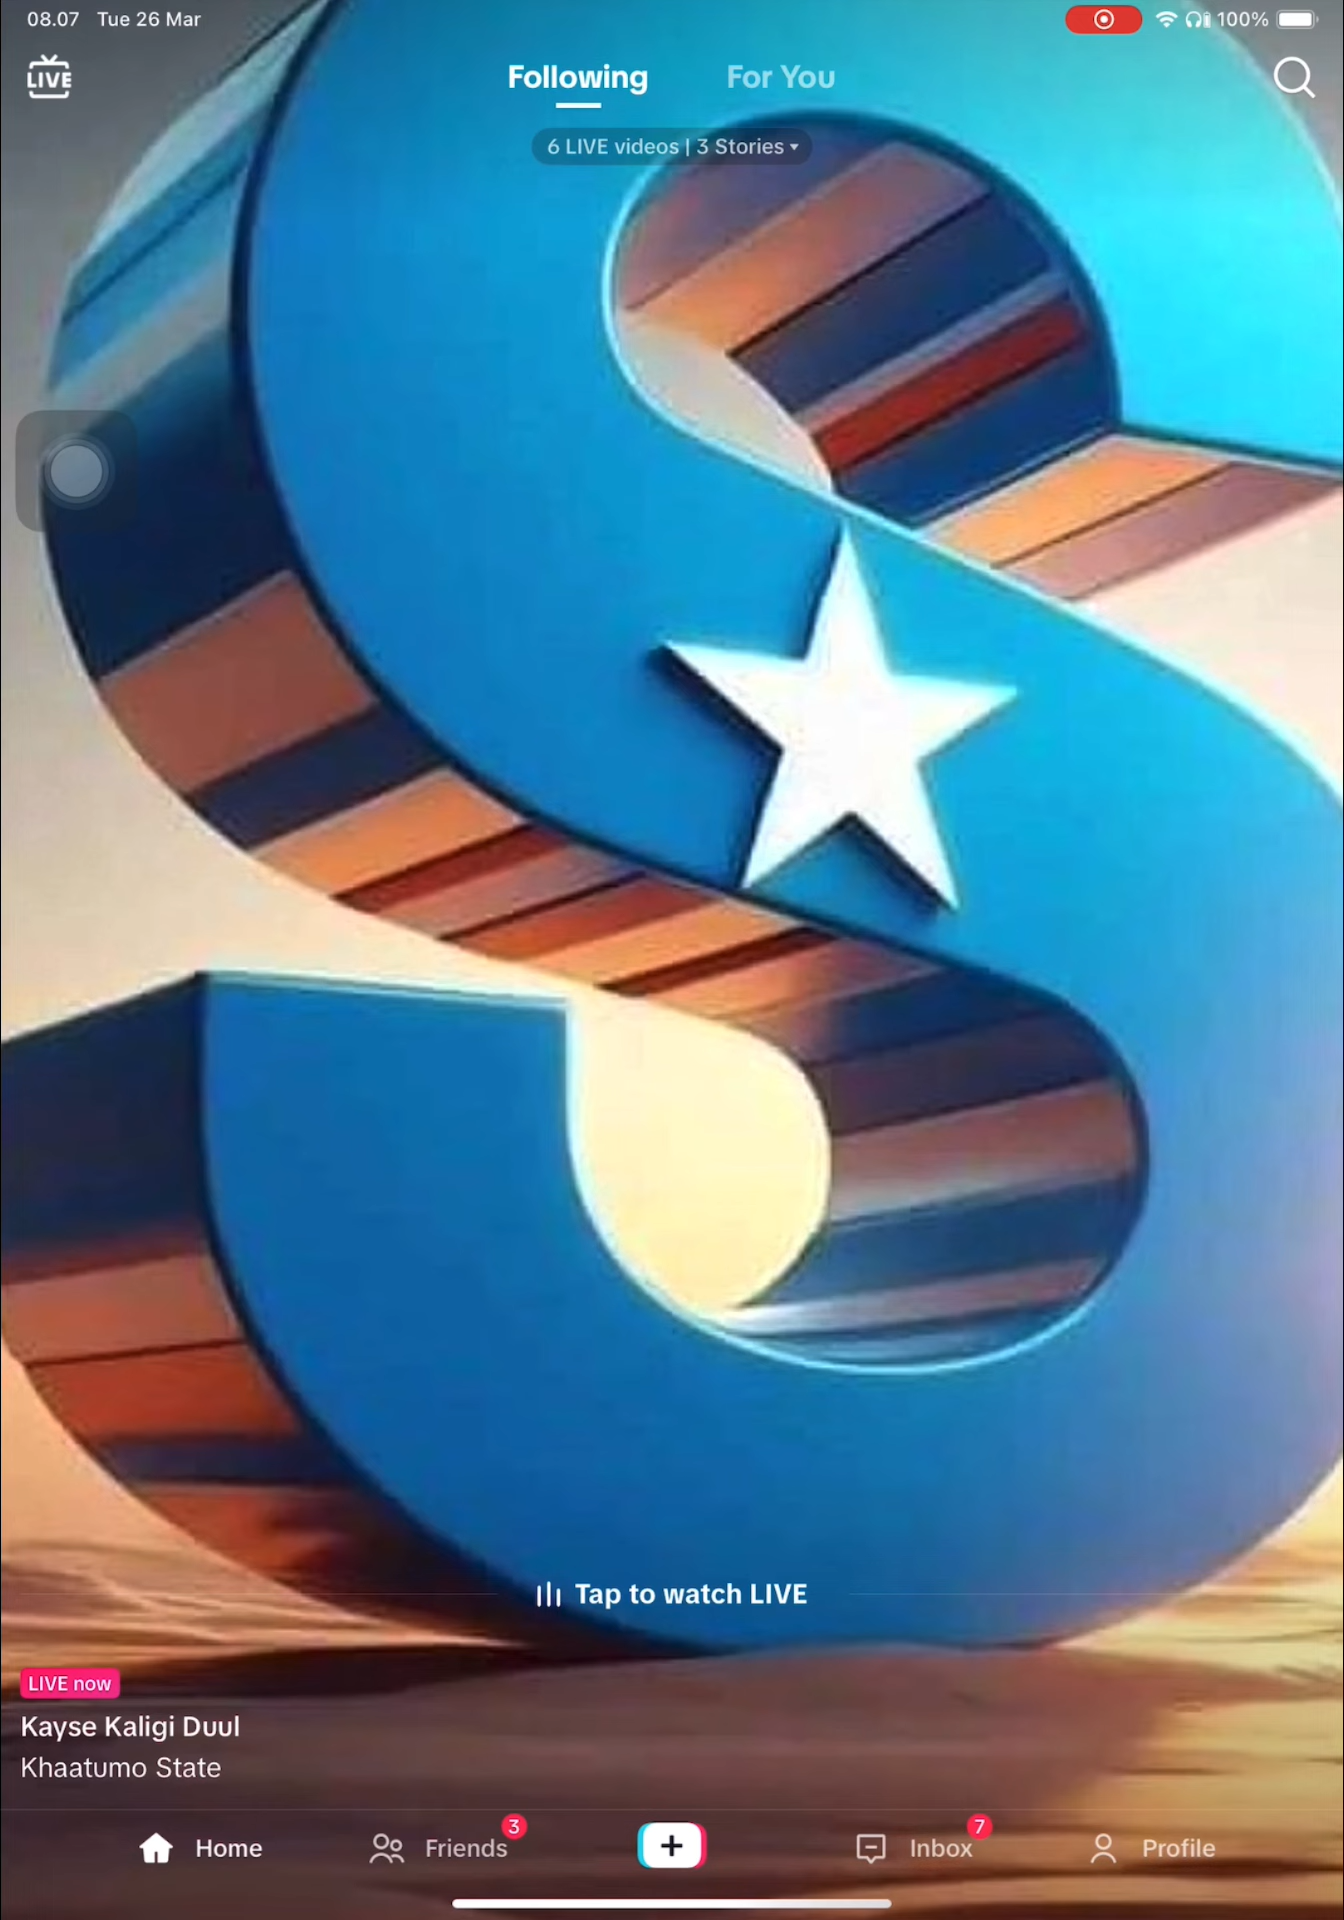 08.07 Tue 26 Mar
100%
LIVE
Following For You
6 LIVE videos | 3 Stories
Tap to watch LIVE
LIVE now
Kayse Kaligi Duul
Khaatumo State
3
7
Home Friends Inbox Profile